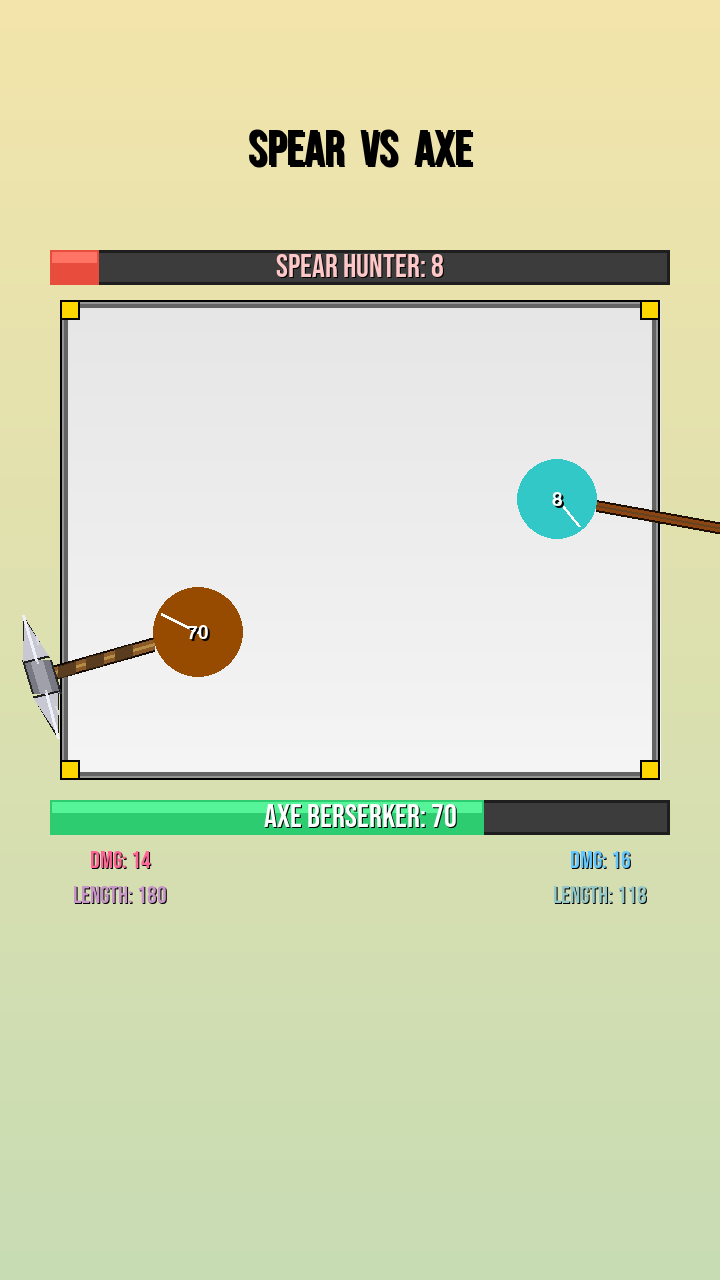 SPEAR VS AXE
SPEAR HUNTER: 8
8
70
AXE BERSERKER: 70
DMG: 14
LENGTH: 180
DMG: 16
LENGTH: 118